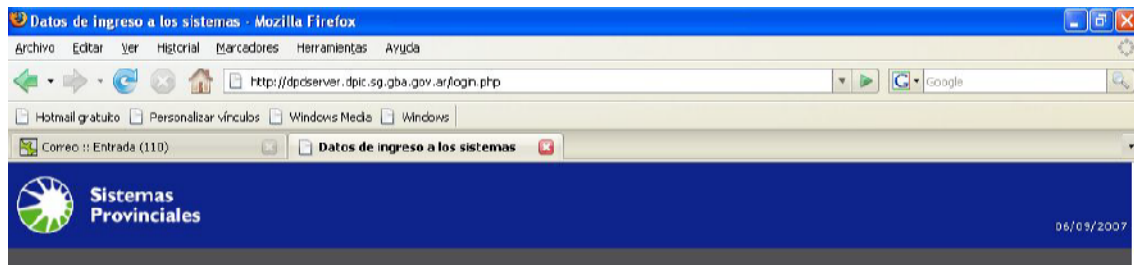 Datos de ingreso a los sistemas - Mozilla Firefox
Archivo Editar Ver Historial Marcadores Herramientas Ayuda
http://dpdserver.dpic.sg.gba.gov.ar/login.php Google
Hotmail gratuito Personalizar vínculos Windows Media Windows
Correo :: Entrada (110) Datos de ingreso a los sistemas
Sistemas
Provinciales
06/09/2007